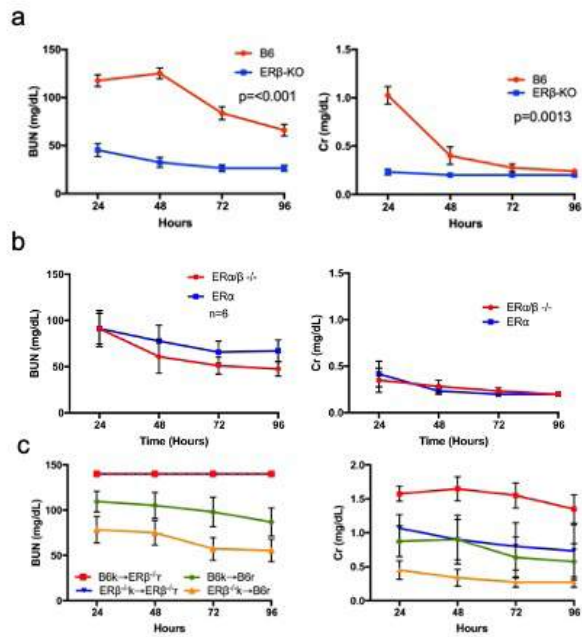 a
B6
ERβ-KO
p=<0.001
BUN (mg/dL)
150
100
50
0
24 48 72 96
Hours
B6
ERβ-KO
p=0.0013
Cr (mg/dL)
1.5
1.0
0.5
0.0
24 48 72 96
Hours
b
ERα/β -/-
ERα
n=6
BUN (mg/dL)
150
100
50
0
24 48 72 96
Time (Hours)
ERα/β -/-
ERα
Cr (mg/dL)
1.5
1.0
0.5
0.0
24 48 72 96
Time (Hours)
c
BUN (mg/dL)
150
100
50
0
B6k→ERβ-/-r B6k→B6r
ERβ-/-k→ERβ-/-r ERβ-/-k→B6r
24 48 72 96
Hours
Cr (mg/dL)
2.0
1.5
1.0
0.5
0.0
24 48 72 96
Hours